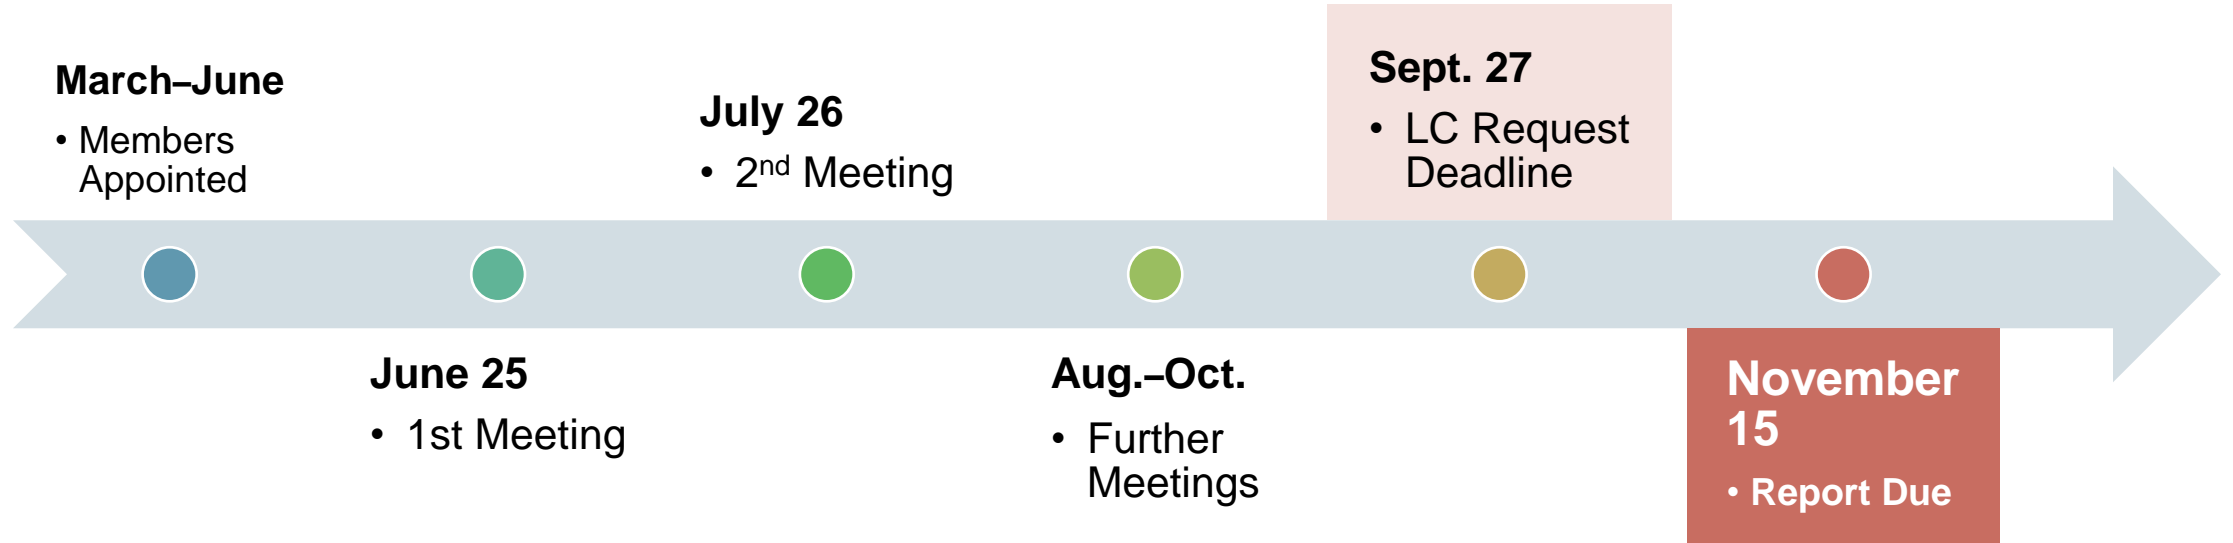 March–June
• Members
Appointed
June 25
• 1st Meeting
July 26
• 2nd Meeting
Aug.–Oct.
• Further
Meetings
Sept. 27
• LC Request
Deadline
November
15
• Report Due